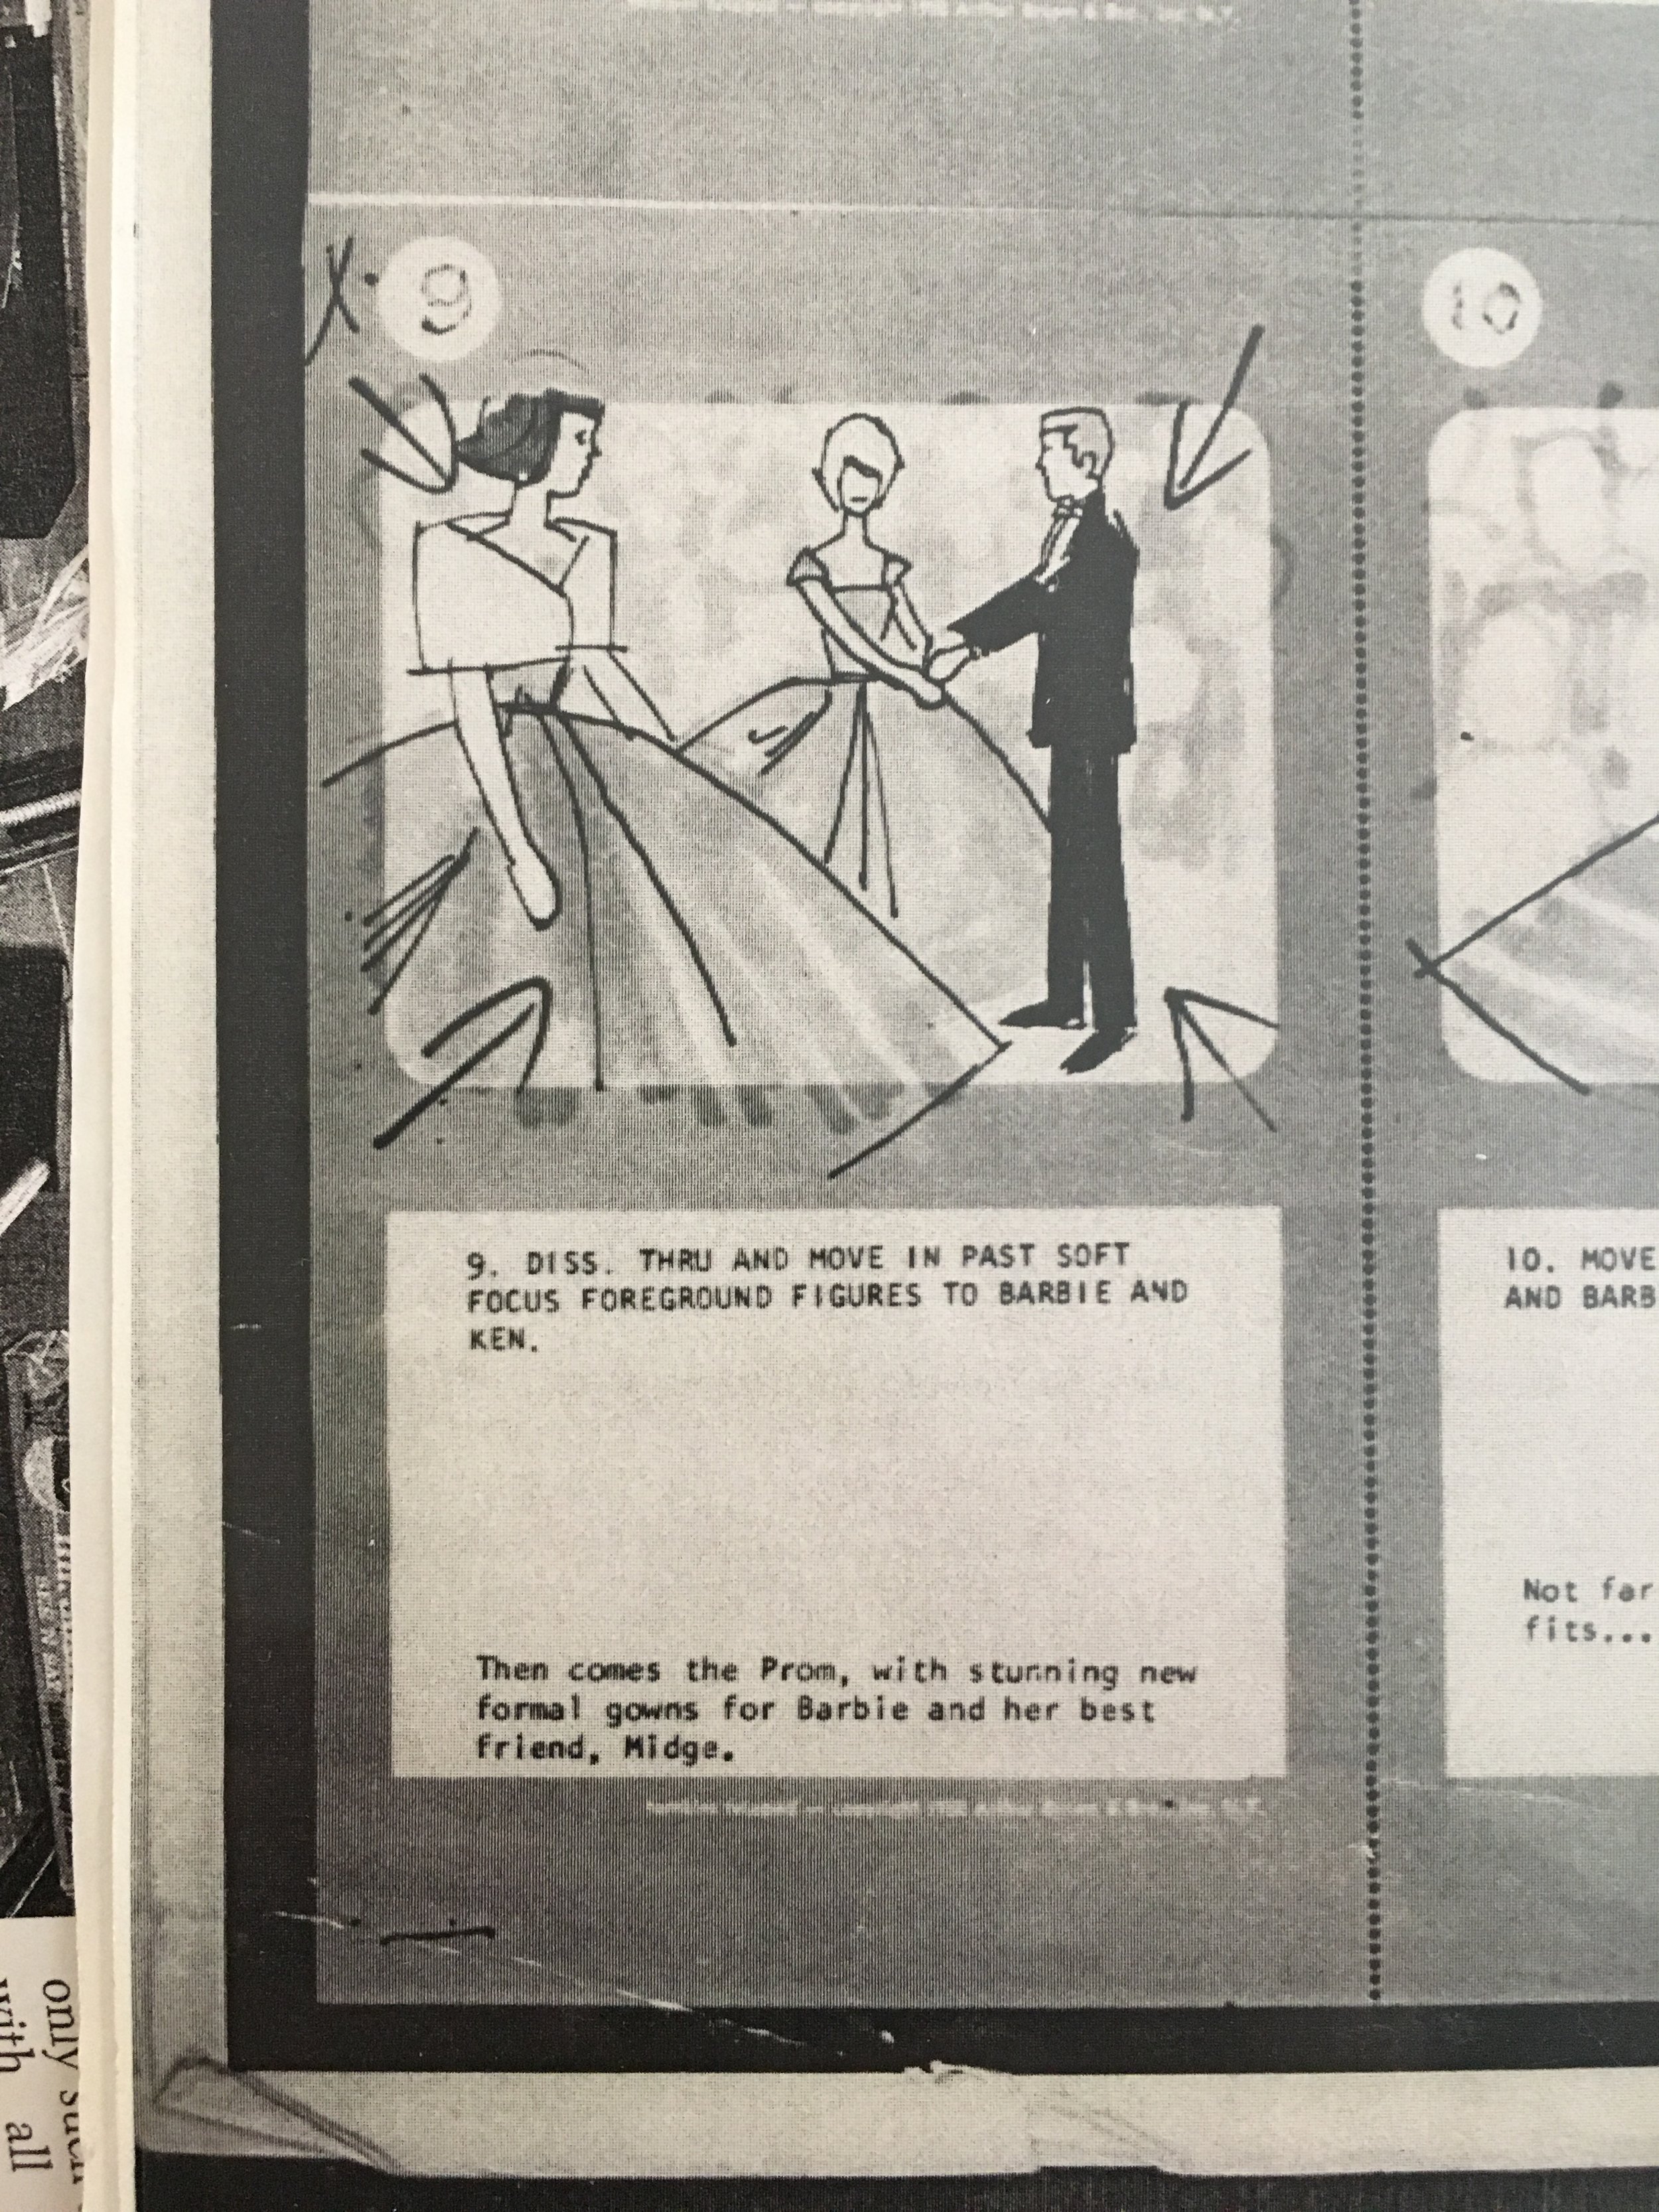 X. 9
10
9. DISS. THRU AND MOVE IN PAST SOFT
FOCUS FOREGROUND FIGURES TO BARBIE AND
KEN.
Then comes the Prom, with stunning new
formal gowns for Barbie and her best
friend, Midge.
10. MOVE
AND BARB
Not far
fits...
only such
with all